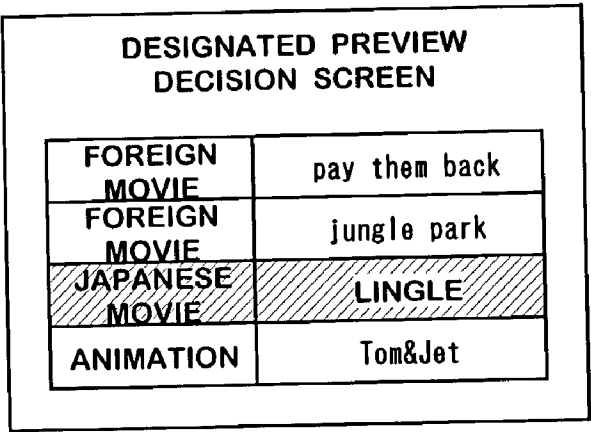 DESIGNATED PREVIEW
DECISION SCREEN
FOREIGN
MOVIE
pay them back
FOREIGN
MOVIE
jungle park
JAPANESE
MOVIE
LINGLE
ANIMATION
Tom&Jet